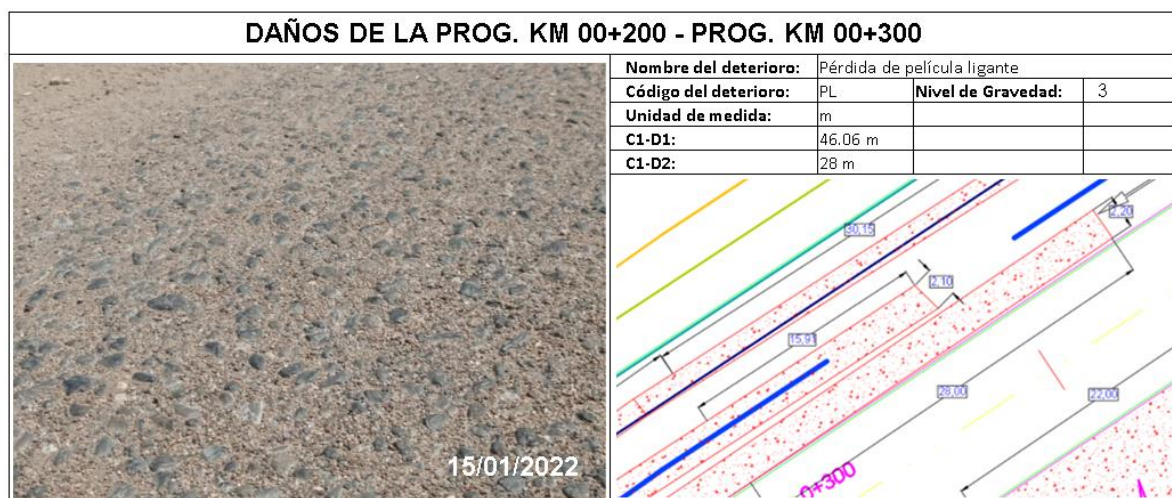 DAÑOS DE LA PROG. KM 00+200 - PROG. KM 00+300
Nombre del deterioro: Pérdida de película ligante
Código del deterioro: PL Nivel de Gravedad: 3
Unidad de medida: m
C1-D1: 46.06 m
C1-D2: 28 m
15/01/2022
2,20
30,15
2,10
15,91
28,00
22,00
0+300